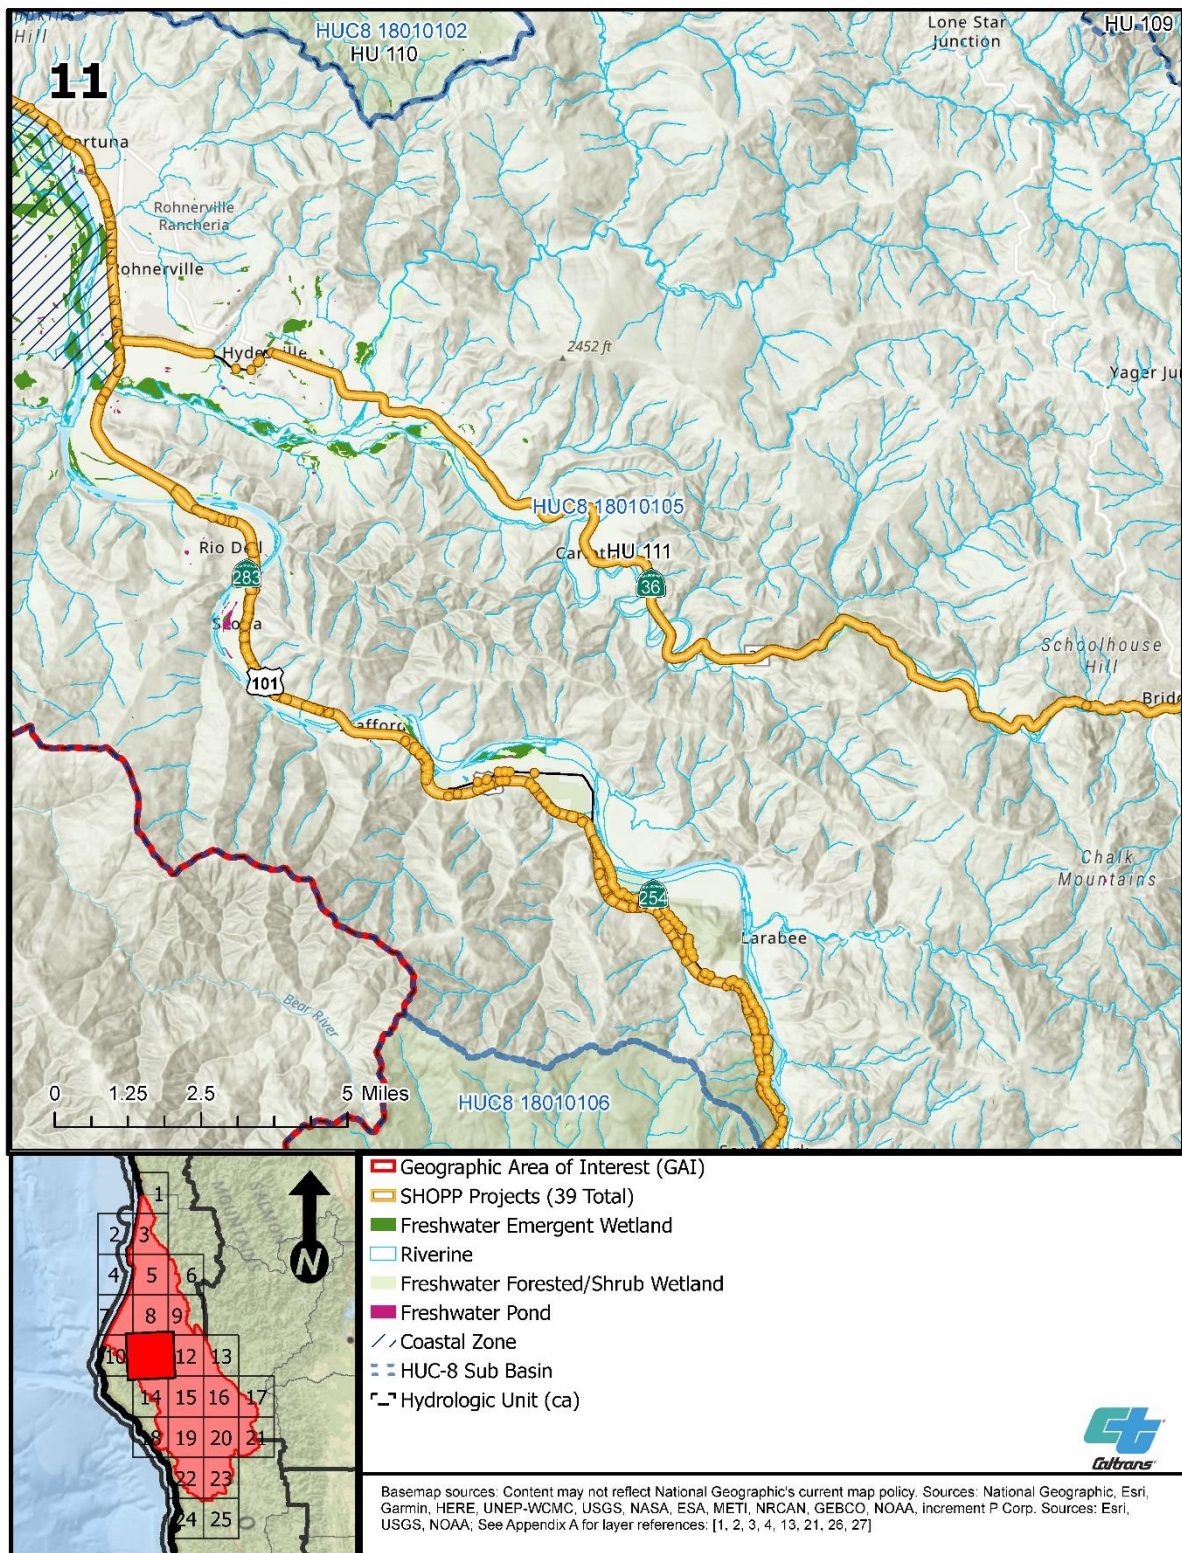 Hill
HUC8 18010102
HU 110
Lone Star
Junction
HU 109
11
Fortuna
Rohnerville
Rancheria
Rohnerville
2452 ft
Hydesville
Yager Jun
HUC8 18010105
HU 111
36
Rio Dell
283
Scotia
101
Schoolhouse
Hill
Bridg
Stafford
Chalk
Mountains
254
Larabee
Bear River
0 1.25 2.5 5 Miles
HUC8 18010106
1
2 3
4 5 6
7 8 9
10 12 13
14 15 16 17
18 19 20 21
22 23
24 25
SALMON
MOUNTAINS
N
Geographic Area of Interest (GAI)
SHOPP Projects (39 Total)
Freshwater Emergent Wetland
Riverine
Freshwater Forested/Shrub Wetland
Freshwater Pond
Coastal Zone
HUC-8 Sub Basin
Hydrologic Unit (ca)
Caltrans
Basemap sources: Content may not reflect National Geographic's current map policy. Sources: National Geographic, Esri,
Garmin, HERE, UNEP-WCMC, USGS, NASA, ESA, METI, NRCAN, GEBCO, NOAA, increment P Corp. Sources: Esri,
USGS, NOAA; See Appendix A for layer references: [1, 2, 3, 4, 13, 21, 26, 27]